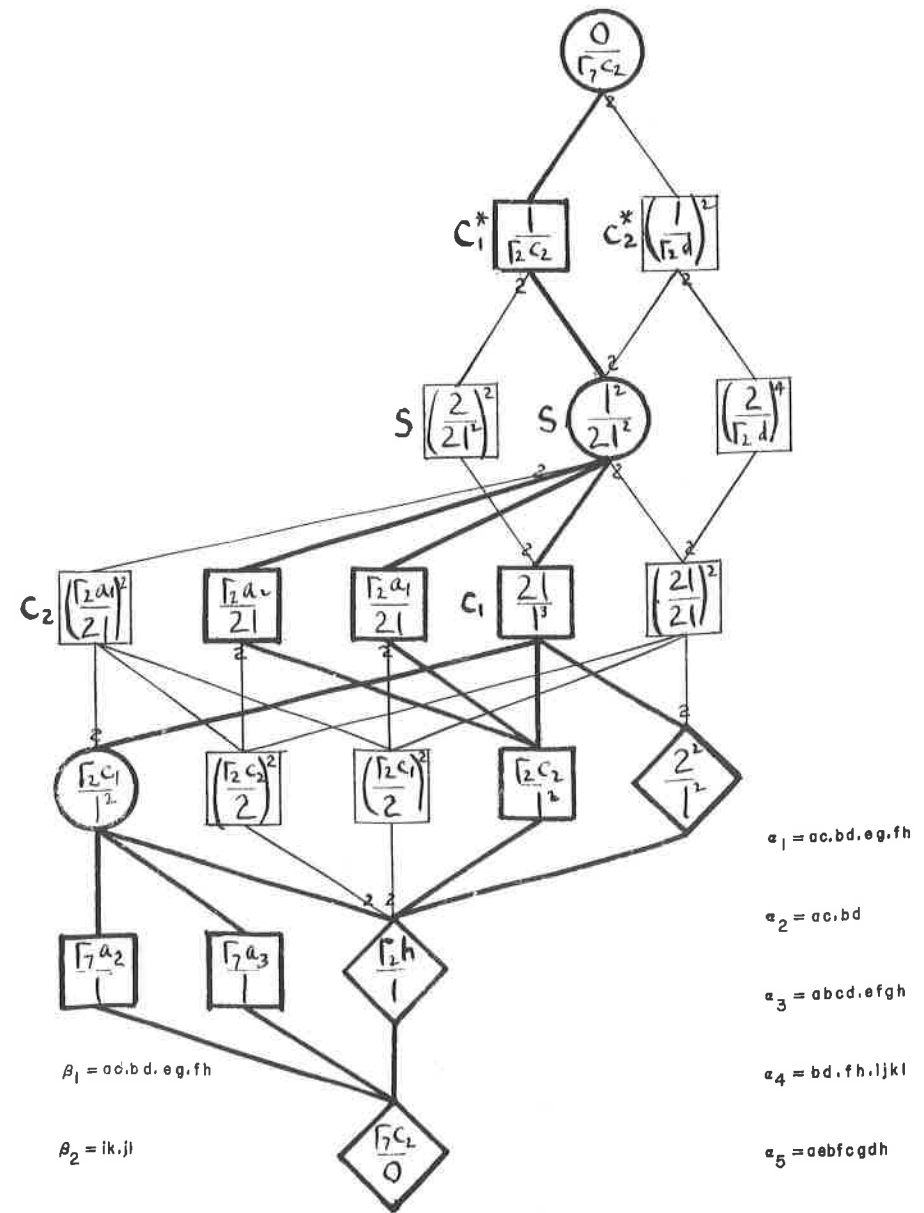 0
Γ₇c₂
C₁* 1 C₂* (1)²
Γ₂c₂ Γ₂d
S (2)² S 1² (2)⁴
21² 21² Γ₂d
C₂ (Γ₂a₁)² Γ₂a₂ Γ₂a₁ C₁ 21 (21)²
21 21 21 1³ 21
Γ₂c₁ (Γ₂c₂)² (Γ₂c₁)² Γ₂c₂ 2²
1² 2 2 1² 1²
α₁ = ac.bd.eg.fh
α₂ = ac.bd
Γ₇a₂ Γ₇a₃ Γ₂h
1 1 1
α₃ = abcd.efgh
β₁ = ac.bd.eg.fh
α₄ = bd.fh.ijkl
β₂ = ik.jl
Γ₇c₂
0
α₅ = aebfcgdh